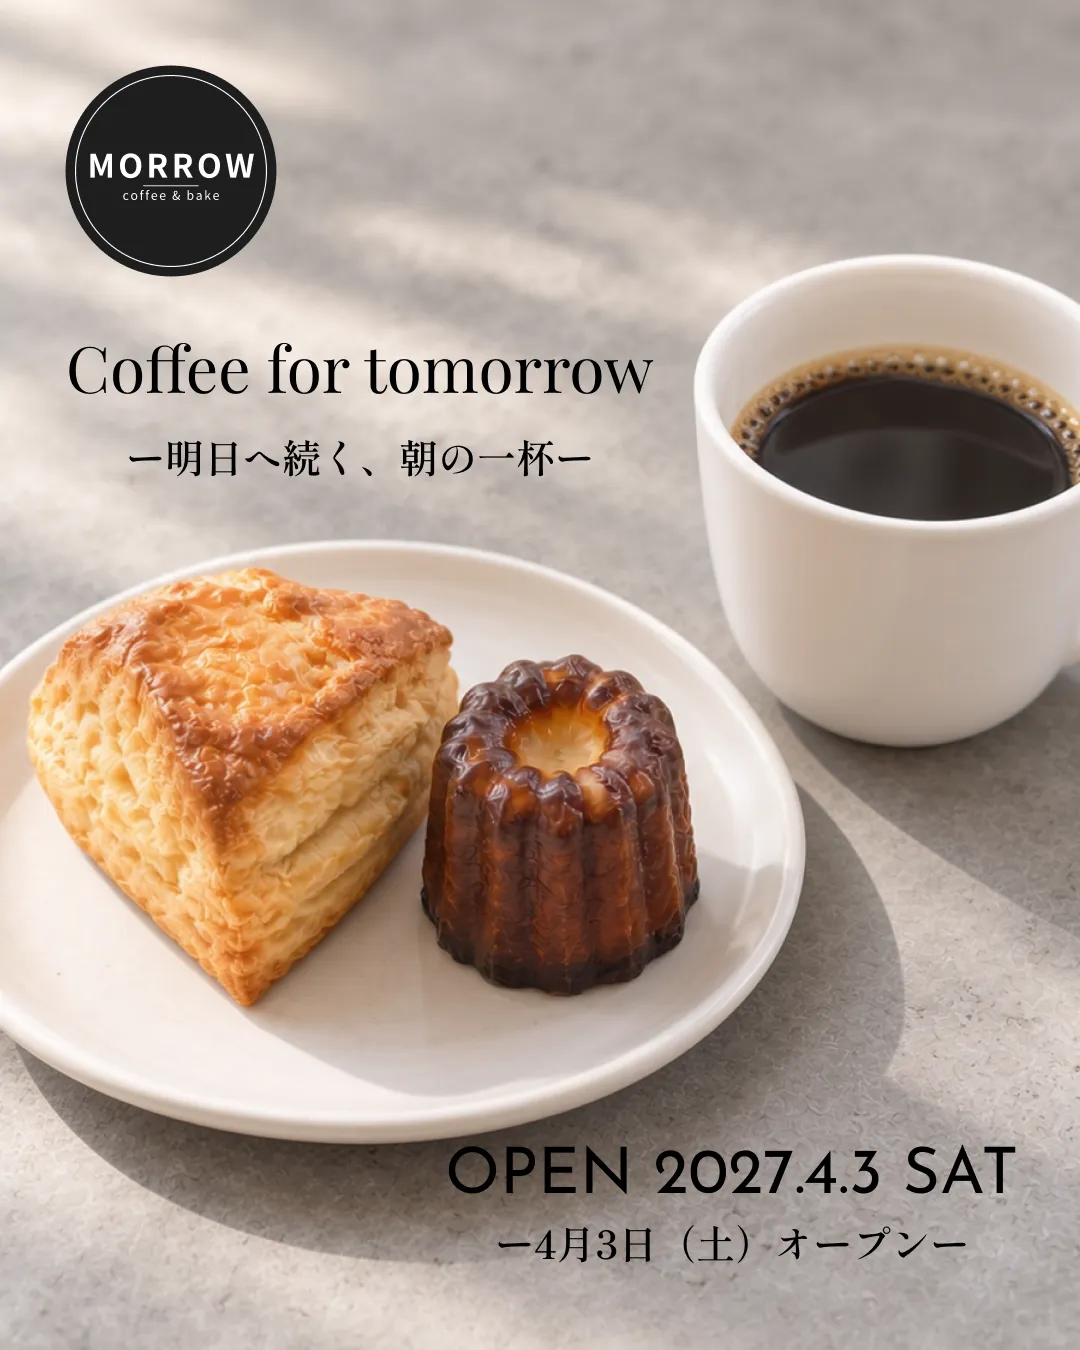 MORROW
coffee & bake
Coffee for tomorrow
ー明日へ続く、朝の一杯ー
OPEN 2027.4.3 SAT
ー4月3日（土）オープンー